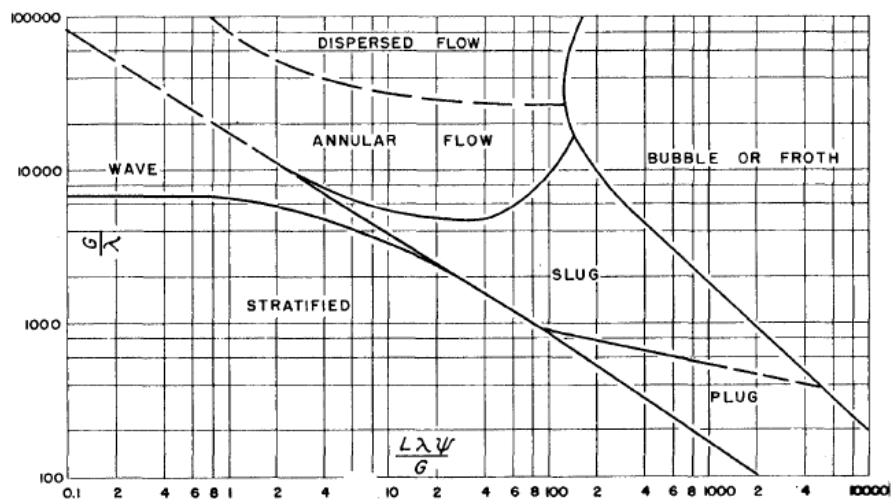 100000
DISPERSED FLOW
ANNULAR FLOW
BUBBLE OR FROTH
WAVE
10000
G/λ
SLUG
STRATIFIED
1000
PLUG
LλΨ/G
100
0.1 2 4 6 8 1 2 4 10 2 4 6 8 100 2 4 6 8 1000 2 4 10000